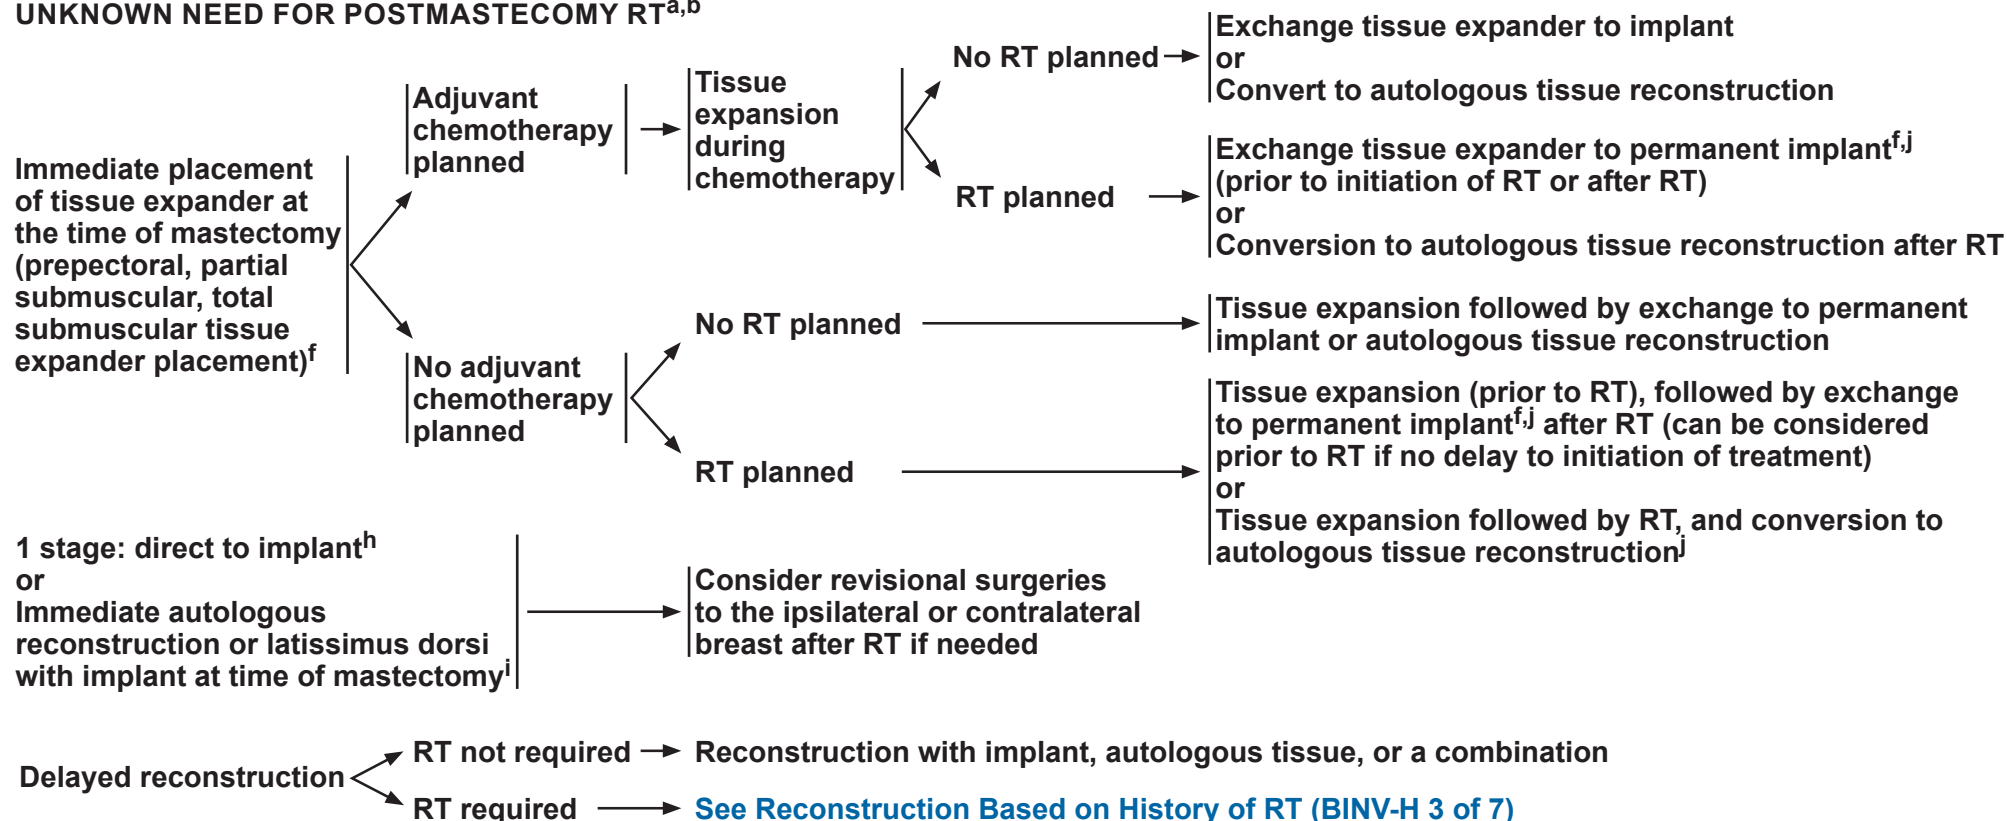 UNKNOWN NEED FOR POSTMASTECOMY RTa,b
Immediate placement
of tissue expander at
the time of mastectomy
(prepectoral, partial
submuscular, total
submuscular tissue
expander placement)f
Adjuvant
chemotherapy
planned
Tissue
expansion
during
chemotherapy
No RT planned
Exchange tissue expander to implant
or
Convert to autologous tissue reconstruction
RT planned
Exchange tissue expander to permanent implantf,j
(prior to initiation of RT or after RT)
or
Conversion to autologous tissue reconstruction after RT
No adjuvant
chemotherapy
planned
No RT planned
Tissue expansion followed by exchange to permanent
implant or autologous tissue reconstruction
RT planned
Tissue expansion (prior to RT), followed by exchange
to permanent implantf,j after RT (can be considered
prior to RT if no delay to initiation of treatment)
or
Tissue expansion followed by RT, and conversion to
autologous tissue reconstructionj
1 stage: direct to implanth
or
Immediate autologous
reconstruction or latissimus dorsi
with implant at time of mastectomyi
Consider revisional surgeries
to the ipsilateral or contralateral
breast after RT if needed
Delayed reconstruction
RT not required
Reconstruction with implant, autologous tissue, or a combination
RT required
See Reconstruction Based on History of RT (BINV-H 3 of 7)